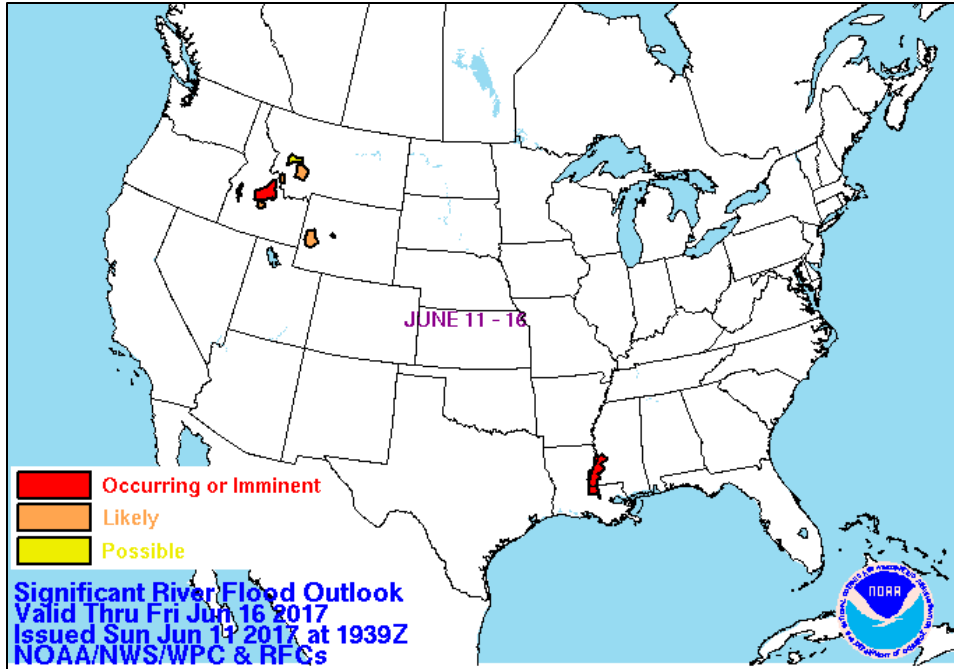 JUNE 11 - 16
Occurring or Imminent
Likely
Possible
Significant River Flood Outlook
Valid Thru Fri Jun 16 2017
Issued Sun Jun 11 2017 at 1939Z
NOAA/NWS/WPC & RFCs
NOAA